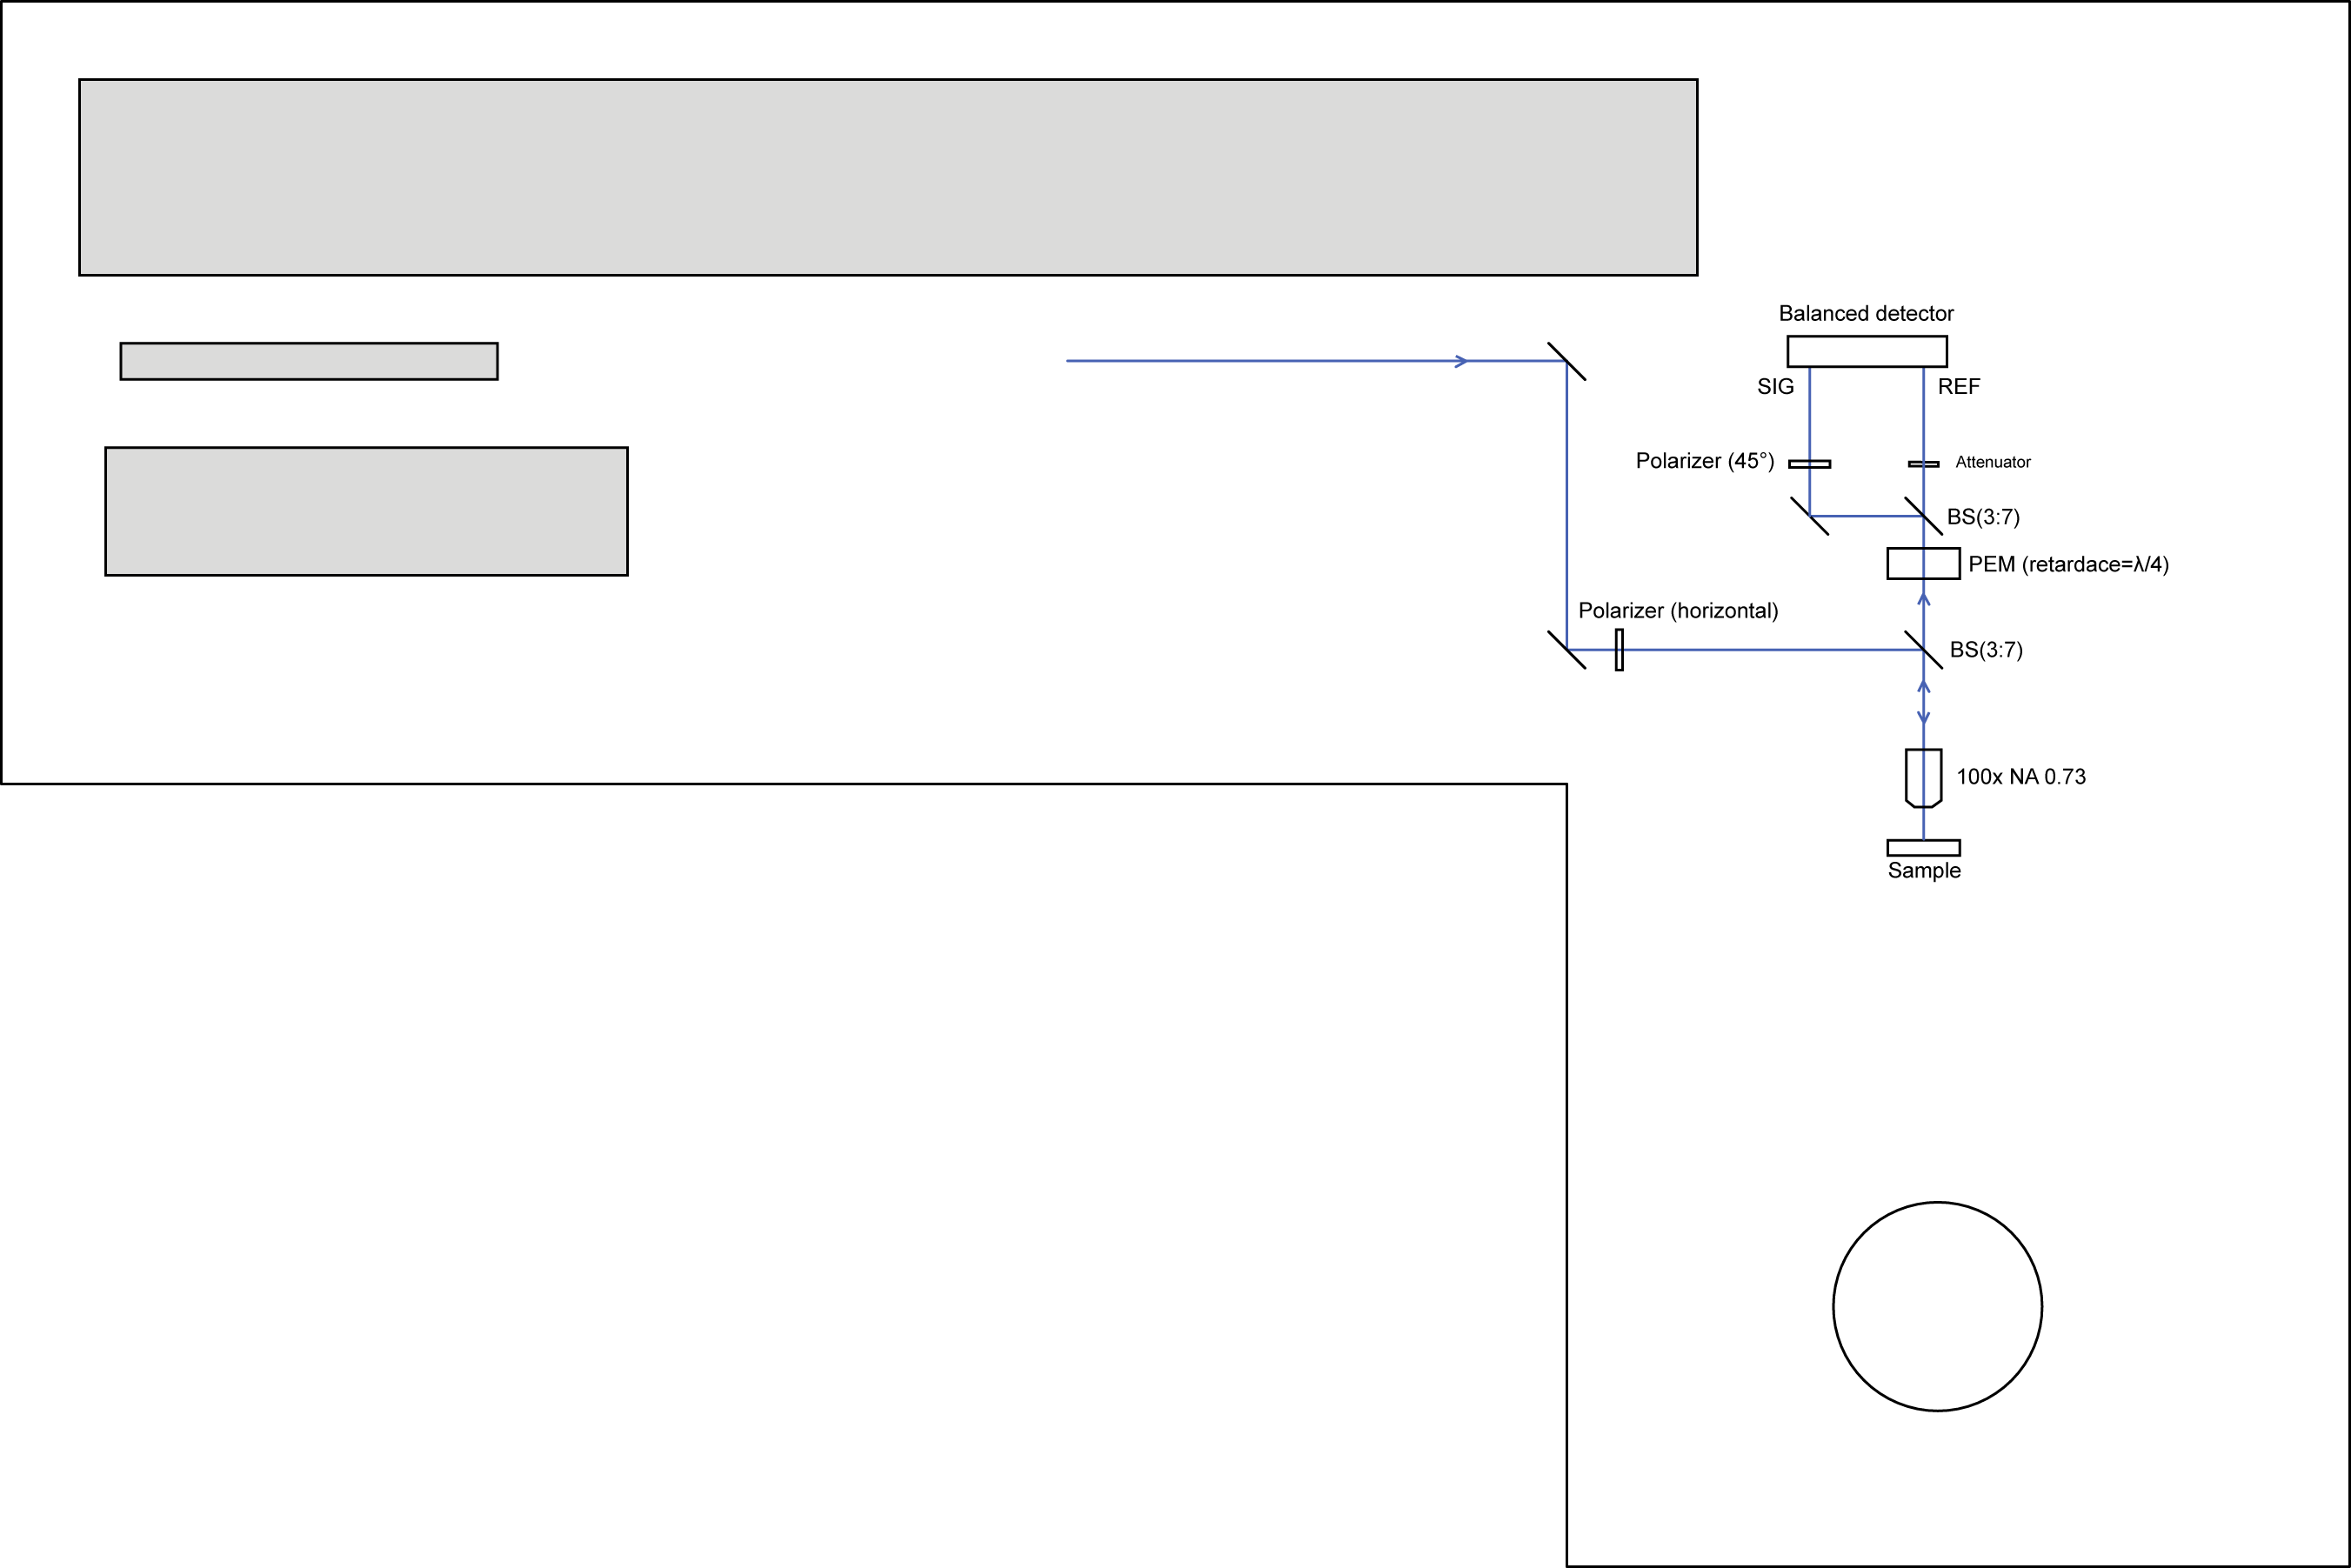 Balanced detector
SIG
REF
Polarizer (45°)
Attenuator
BS(3:7)
PEM (retardace=λ/4)
Polarizer (horizontal)
BS(3:7)
100x NA 0.73
Sample